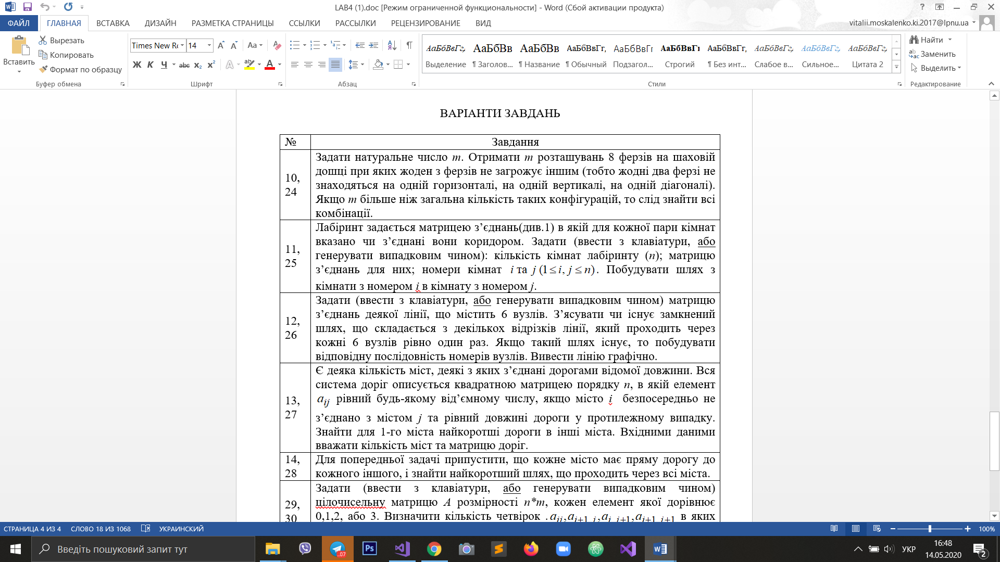 LAB4 (1).doc [Режим ограниченной функциональности] - Word (Сбой активации продукта)
ФАЙЛ ГЛАВНАЯ ВСТАВКА ДИЗАЙН РАЗМЕТКА СТРАНИЦЫ ССЫЛКИ РАССЫЛКИ РЕЦЕНЗИРОВАНИЕ ВИД vitalii.moskalenko.ki.2017@lpnu.ua
Вставить
Вырезать
Копировать
Формат по образцу
Буфер обмена
Times New Rc 14
Ж К Ч abc x₂ x²
Шрифт
Абзац
АаБбВвГг, АаБбВв АаБбВв АаБбВвГг, АаБбВвГг АаБбВвГг АаБбВвГг, АаБбВвГг, АаБбВвГг, АаБбВвГг,
Выделение ¶ Заголов... ¶ Название ¶ Обычный Подзагол... Строгий ¶ Без инт... Слабое в... Сильное... Цитата 2
Стили
Найти
Заменить
Выделить
Редактирование
ВАРІАНТИ ЗАВДАНЬ
№ Завдання
10, 24
Задати натуральне число m. Отримати m розташувань 8 ферзів на шаховій
дошці при яких жоден з ферзів не загрожує іншим (тобто жодні два ферзі не
знаходяться на одній горизонталі, на одній вертикалі, на одній діагоналі).
Якщо m більше ніж загальна кількість таких конфігурацій, то слід знайти всі
комбінації.
11, 25
Лабіринт задається матрицею з’єднань(див.1) в якій для кожної пари кімнат
вказано чи з’єднані вони коридором. Задати (ввести з клавіатури, або
генерувати випадковим чином): кількість кімнат лабіринту (n); матрицю
з’єднань для них; номери кімнат i та j (1≤i, j≤n). Побудувати шлях з
кімнати з номером i в кімнату з номером j.
12, 26
Задати (ввести з клавіатури, або генерувати випадковим чином) матрицю
з’єднань деякої лінії, що містить 6 вузлів. З’ясувати чи існує замкнений
шлях, що складається з декількох відрізків лінії, який проходить через
кожні 6 вузлів рівно один раз. Якщо такий шлях існує, то побудувати
відповідну послідовність номерів вузлів. Вивести лінію графічно.
13, 27
Є деяка кількість міст, деякі з яких з’єднані дорогами відомої довжини. Вся
система доріг описується квадратною матрицею порядку n, в якій елемент
aij рівний будь-якому від’ємному числу, якщо місто i безпосередньо не
з’єднано з містом j та рівний довжині дороги у протилежному випадку.
Знайти для 1-го міста найкоротші дороги в інші міста. Вхідними даними
вважати кількість міст та матрицю доріг.
14, 28
Для попередньої задачі припустити, що кожне місто має пряму дорогу до
кожного іншого, і знайти найкоротший шлях, що проходить через всі міста.
29, 30
Задати (ввести з клавіатури, або генерувати випадковим чином)
цілочисельну матрицю A розмірності n*m, кожен елемент якої дорівнює
0,1,2, або 3. Визначити кількість четвірок . aij, ai+1 j, ai j+1, ai+1 j+1 в яких
СТРАНИЦА 4 ИЗ 4 СЛОВО 18 ИЗ 1068 УКРАИНСКИЙ 100%
Введіть пошуковий запит тут
..07
Ps
УКР
16:48
14.05.2020
2